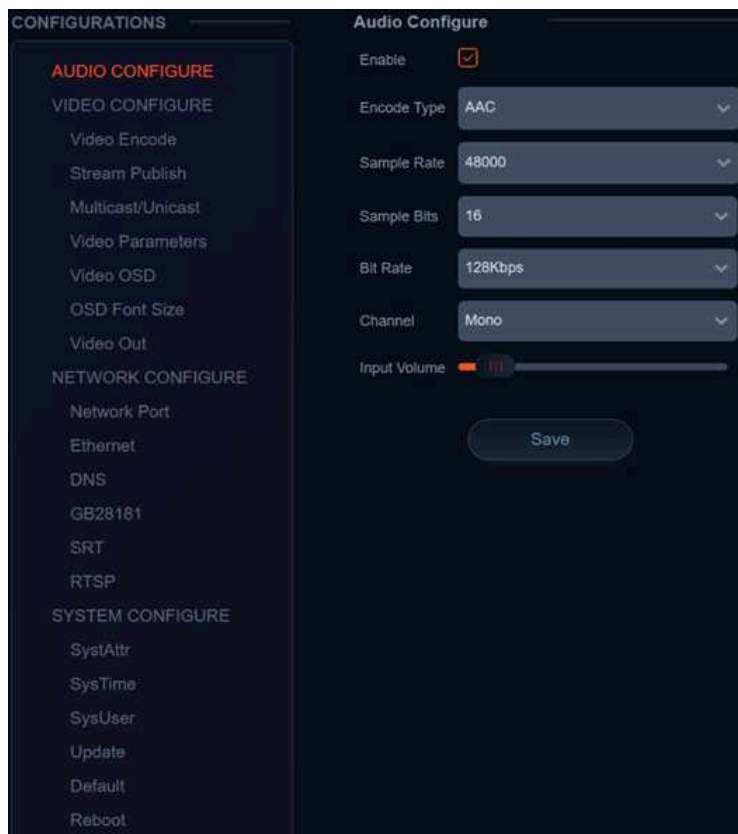 CONFIGURATIONS
AUDIO CONFIGURE
VIDEO CONFIGURE
Video Encode
Stream Publish
Multicast/Unicast
Video Parameters
Video OSD
OSD Font Size
Video Out
NETWORK CONFIGURE
Network Port
Ethernet
DNS
GB28181
SRT
RTSP
SYSTEM CONFIGURE
SystAttr
SysTime
SysUser
Update
Default
Reboot
Audio Configure
Enable
Encode Type AAC
Sample Rate 48000
Sample Bits 16
Bit Rate 128Kbps
Channel Mono
Input Volume
Save